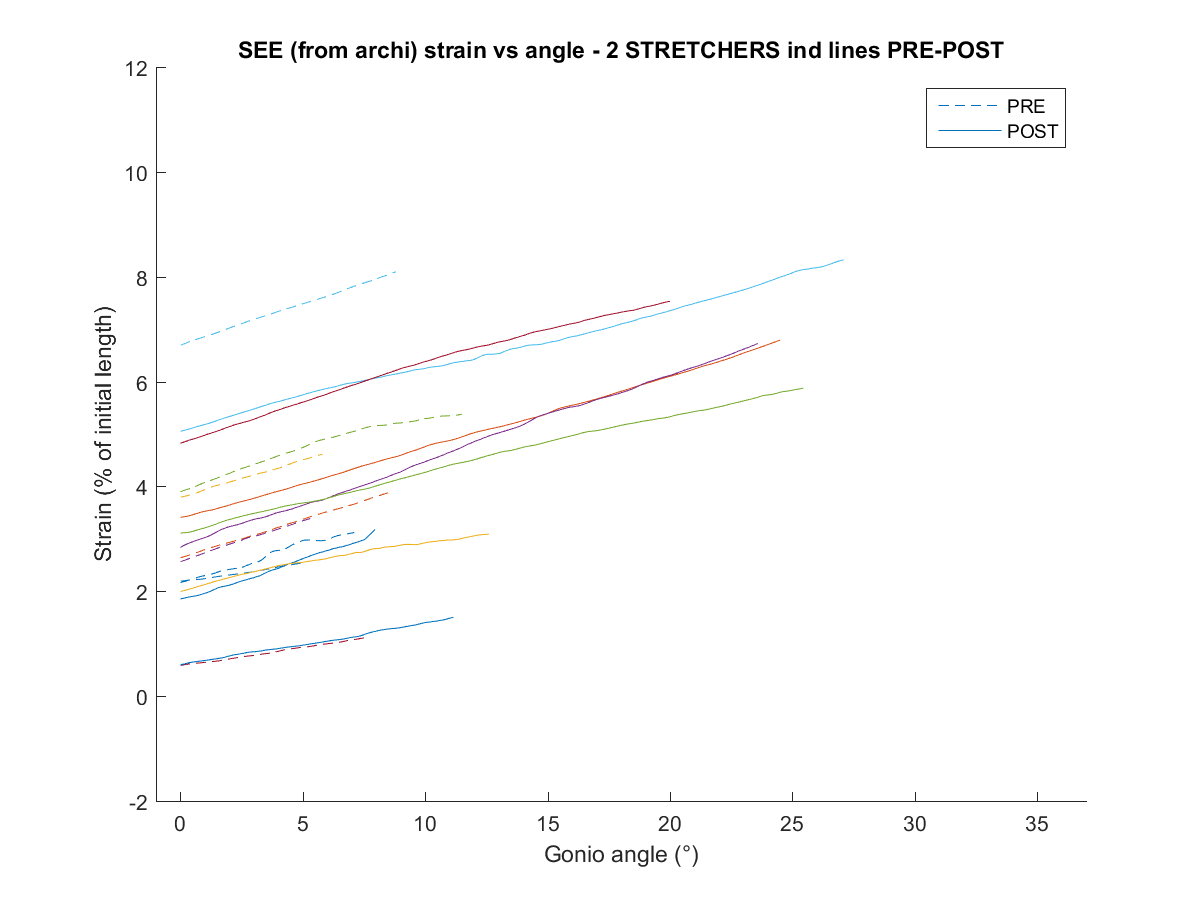 SEE (from archi) strain vs angle - 2 STRETCHERS ind lines PRE-POST
PRE
POST
Strain (% of initial length)
12
10
8
6
4
2
0
-2
0 5 10 15 20 25 30 35
Gonio angle (°)